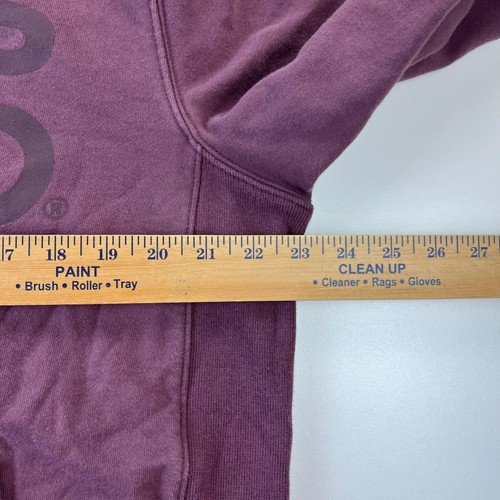 ®
7 18 19 20 21 22 23 24 25 26 27
PAINT CLEAN UP
• Brush • Roller • Tray • Cleaner • Rags • Gloves